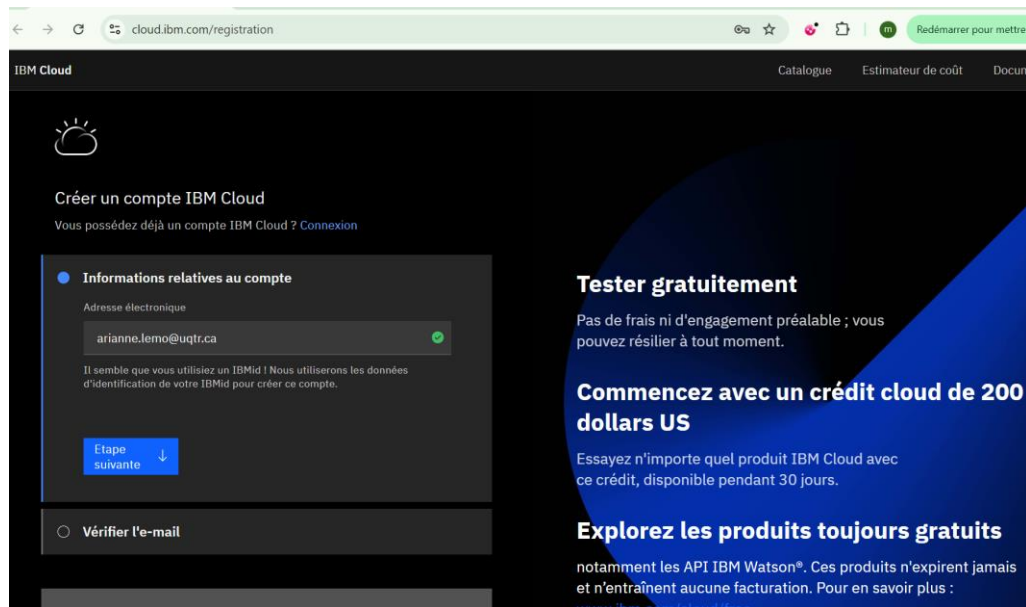 cloud.ibm.com/registration
m
Redémarrer pour mettre
IBM Cloud
Catalogue
Estimateur de coût
Docum
Créer un compte IBM Cloud
Vous possédez déjà un compte IBM Cloud ? Connexion
Informations relatives au compte
Adresse électronique
arianne.lemo@uqtr.ca
Il semble que vous utilisiez un IBMid ! Nous utiliserons les données
d'identification de votre IBMid pour créer ce compte.
Etape
suivante
Vérifier l'e-mail
Tester gratuitement
Pas de frais ni d'engagement préalable ; vous
pouvez résilier à tout moment.
Commencez avec un crédit cloud de 200
dollars US
Essayez n'importe quel produit IBM Cloud avec
ce crédit, disponible pendant 30 jours.
Explorez les produits toujours gratuits
notamment les API IBM Watson®. Ces produits n'expirent jamais
et n'entraînent aucune facturation. Pour en savoir plus :